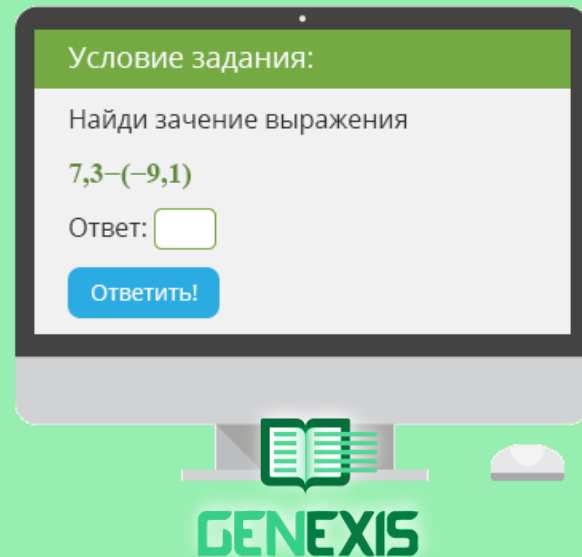 Условие задания:
Найди зачение выражения
7,3−(−9,1)
Ответ:
Ответить!
GENEXIS